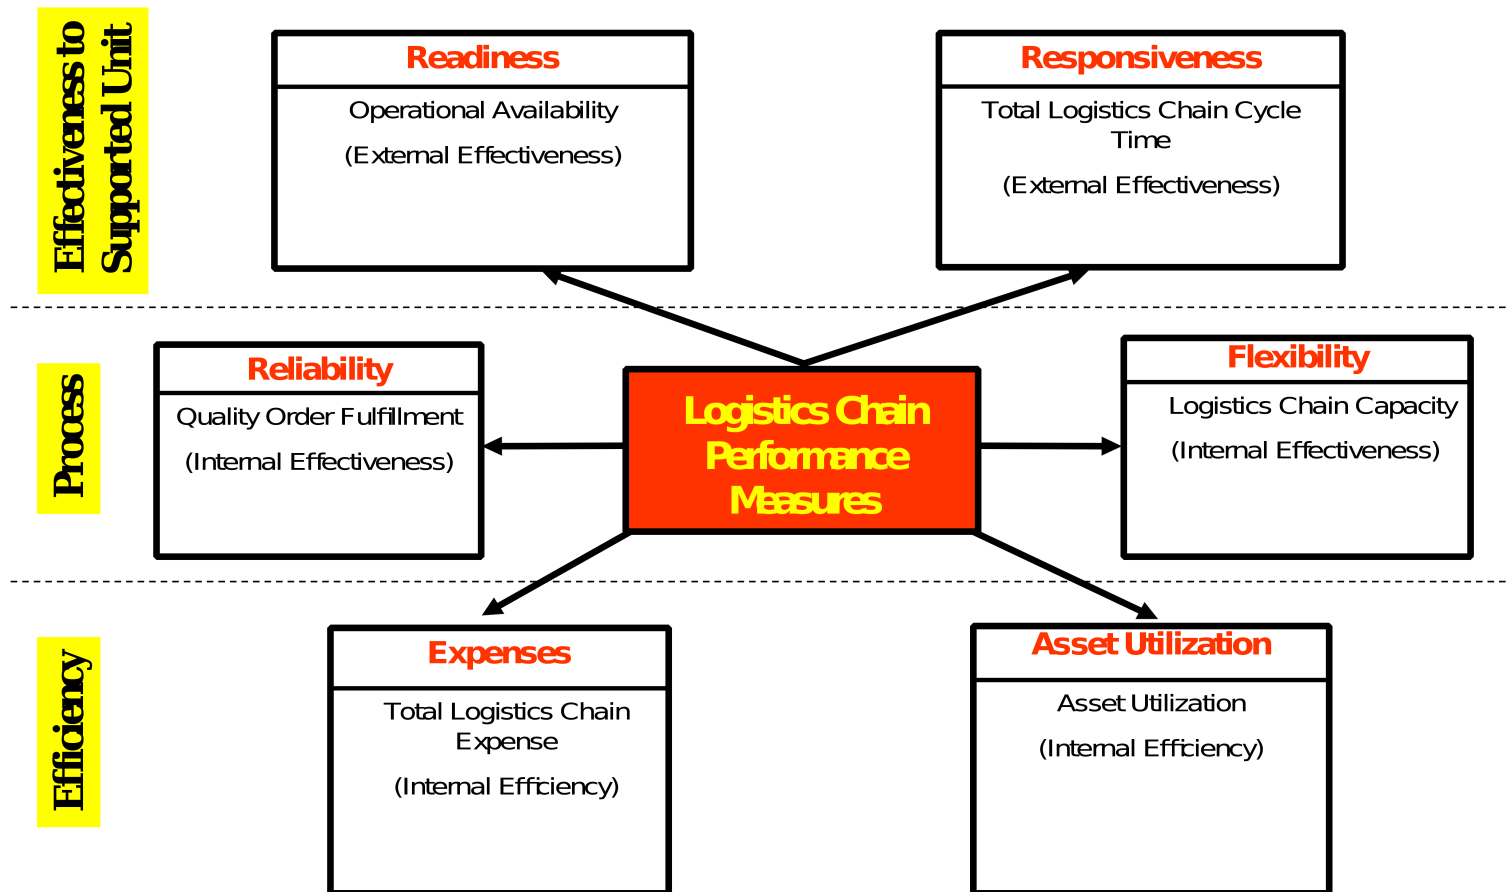 Effectiveness to
Supported Unit
Readiness
Operational Availability
(External Effectiveness)
Responsiveness
Total Logistics Chain Cycle
Time
(External Effectiveness)
Process
Reliability
Quality Order Fulfillment
(Internal Effectiveness)
Logistics Chain
Performance
Measures
Flexibility
Logistics Chain Capacity
(Internal Effectiveness)
Efficiency
Expenses
Total Logistics Chain
Expense
(Internal Efficiency)
Asset Utilization
Asset Utilization
(Internal Efficiency)